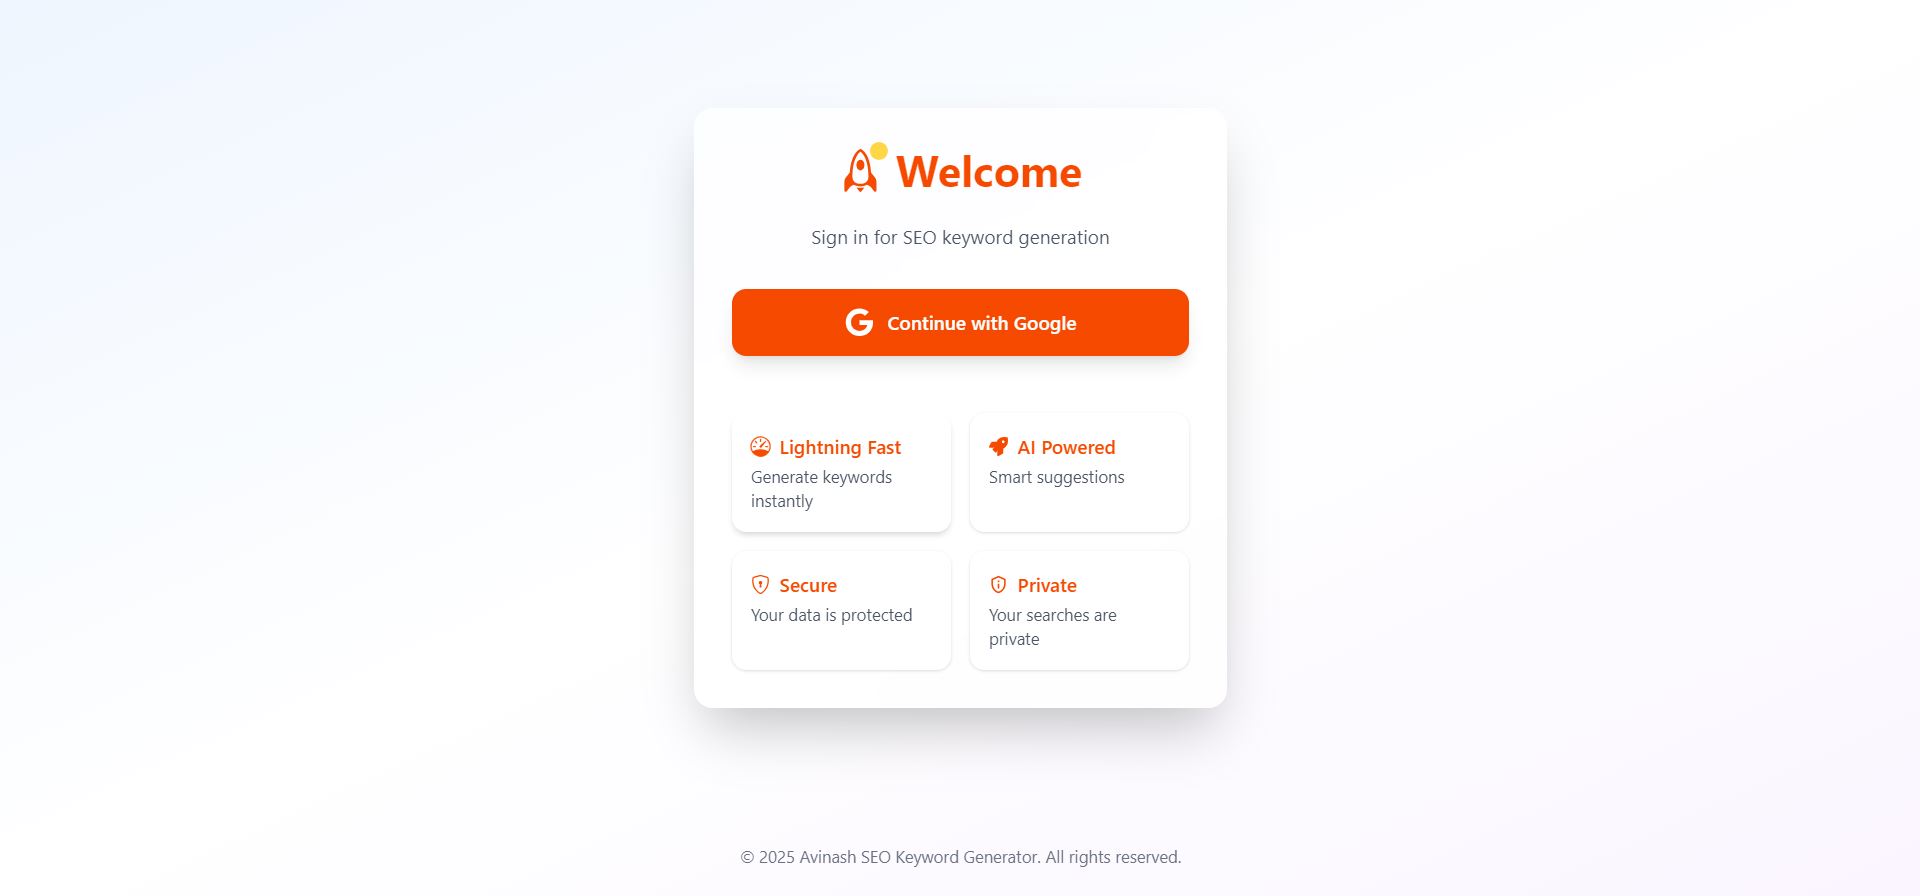 Welcome
Sign in for SEO keyword generation
Continue with Google
Lightning Fast
Generate keywords
instantly
AI Powered
Smart suggestions
Secure
Your data is protected
Private
Your searches are
private
© 2025 Avinash SEO Keyword Generator. All rights reserved.